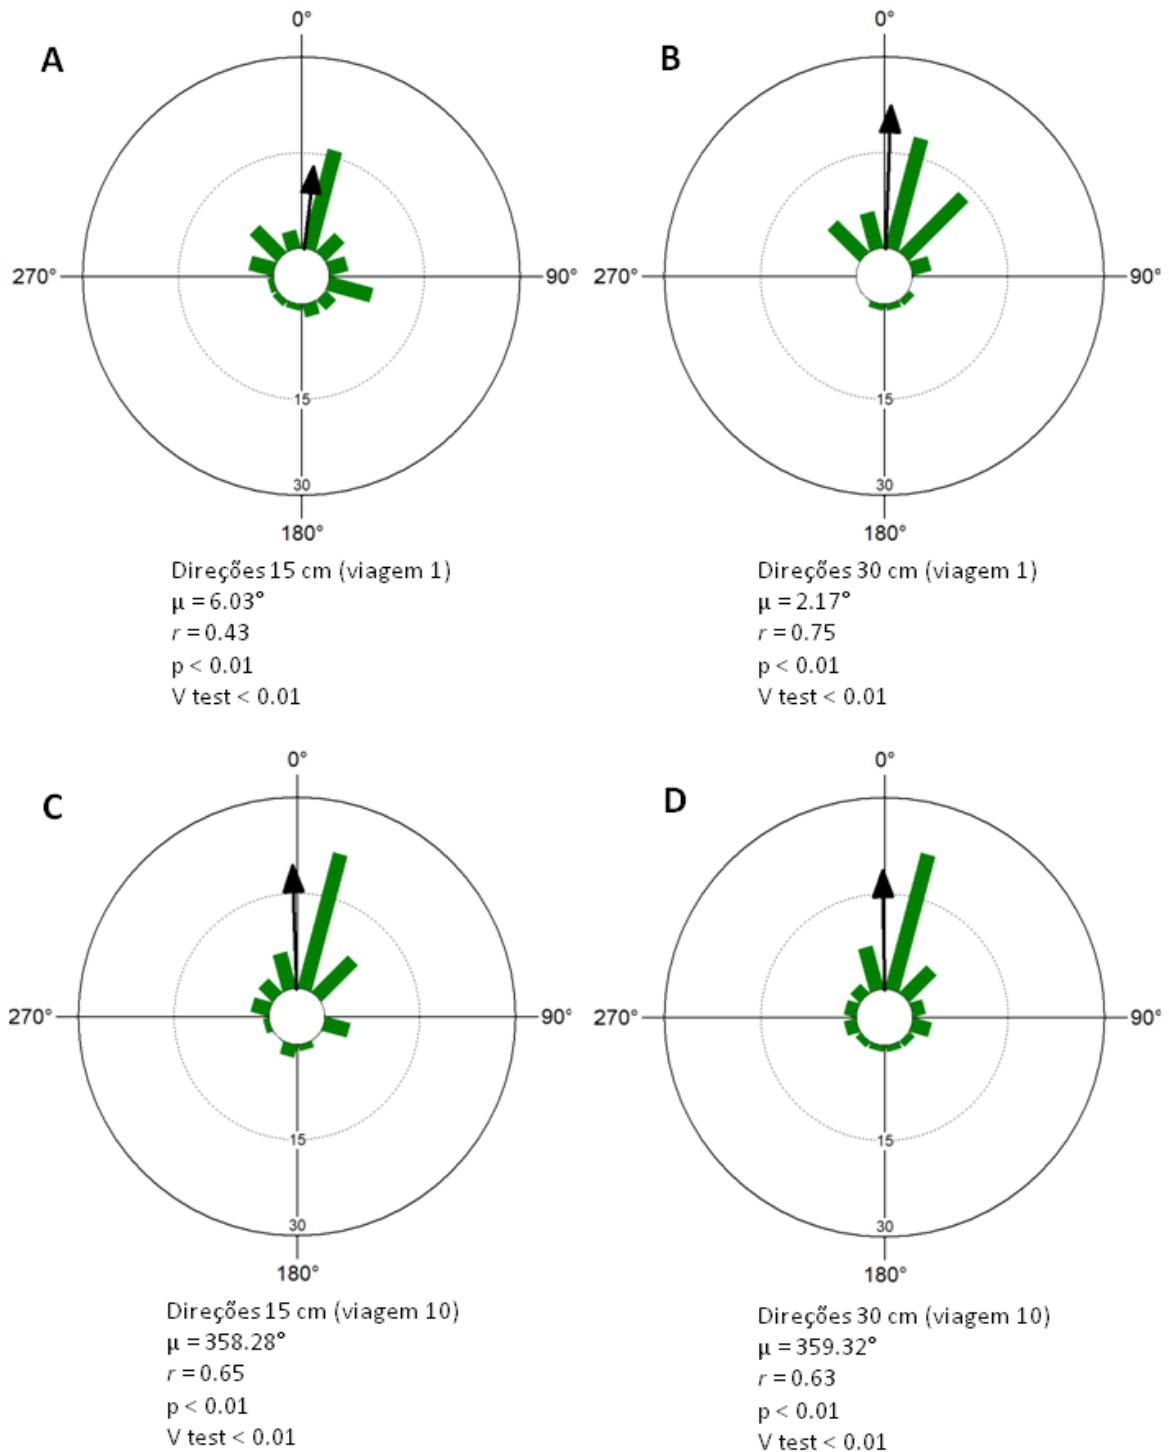 A
0°
270°
90°
15
30
180°
Direções 15 cm (viagem 1)
µ = 6.03°
r = 0.43
p < 0.01
V test < 0.01
B
0°
270°
90°
15
30
180°
Direções 30 cm (viagem 1)
µ = 2.17°
r = 0.75
p < 0.01
V test < 0.01
C
0°
270°
90°
15
30
180°
Direções 15 cm (viagem 10)
µ = 358.28°
r = 0.65
p < 0.01
V test < 0.01
D
0°
270°
90°
15
30
180°
Direções 30 cm (viagem 10)
µ = 359.32°
r = 0.63
p < 0.01
V test < 0.01